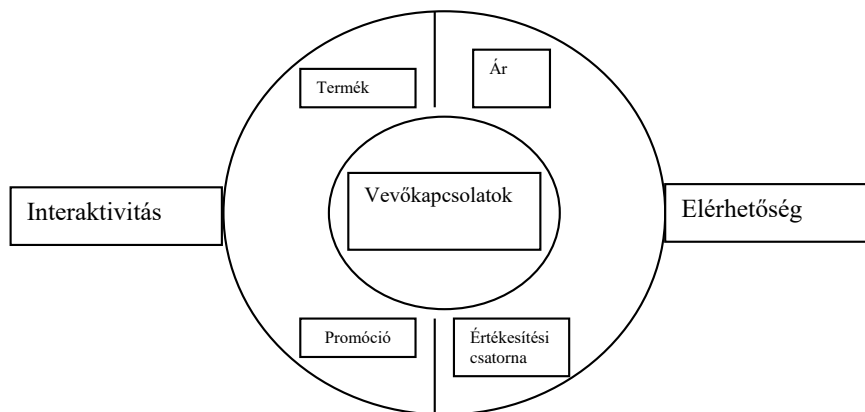 Termék
Ár
Interaktivitás
Vevőkapcsolatok
Elérhetőség
Promóció
Értékesítési
csatorna